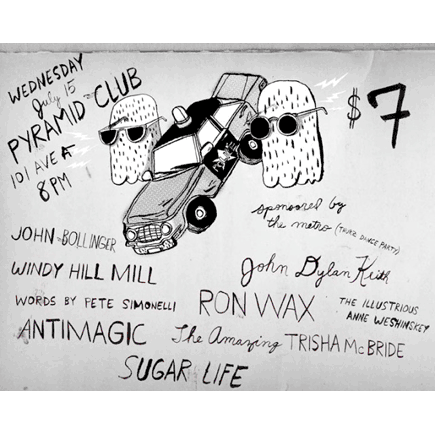 WEDNESDAY
July 15
PYRAMID CLUB
101 AVE A
8 PM
$7
sponsored by
the metro ( DANCE PARTY)
JOHN BOLLINGER
WINDY HILL MILL
John Dylan Keith
WORDS BY PETE SIMONELLI
RON WAX
THE ILLUSTRIOUS
ANNE WESHINSKEY
ANTIMAGIC
The Amazing TRISHA McBRIDE
SUGAR LIFE